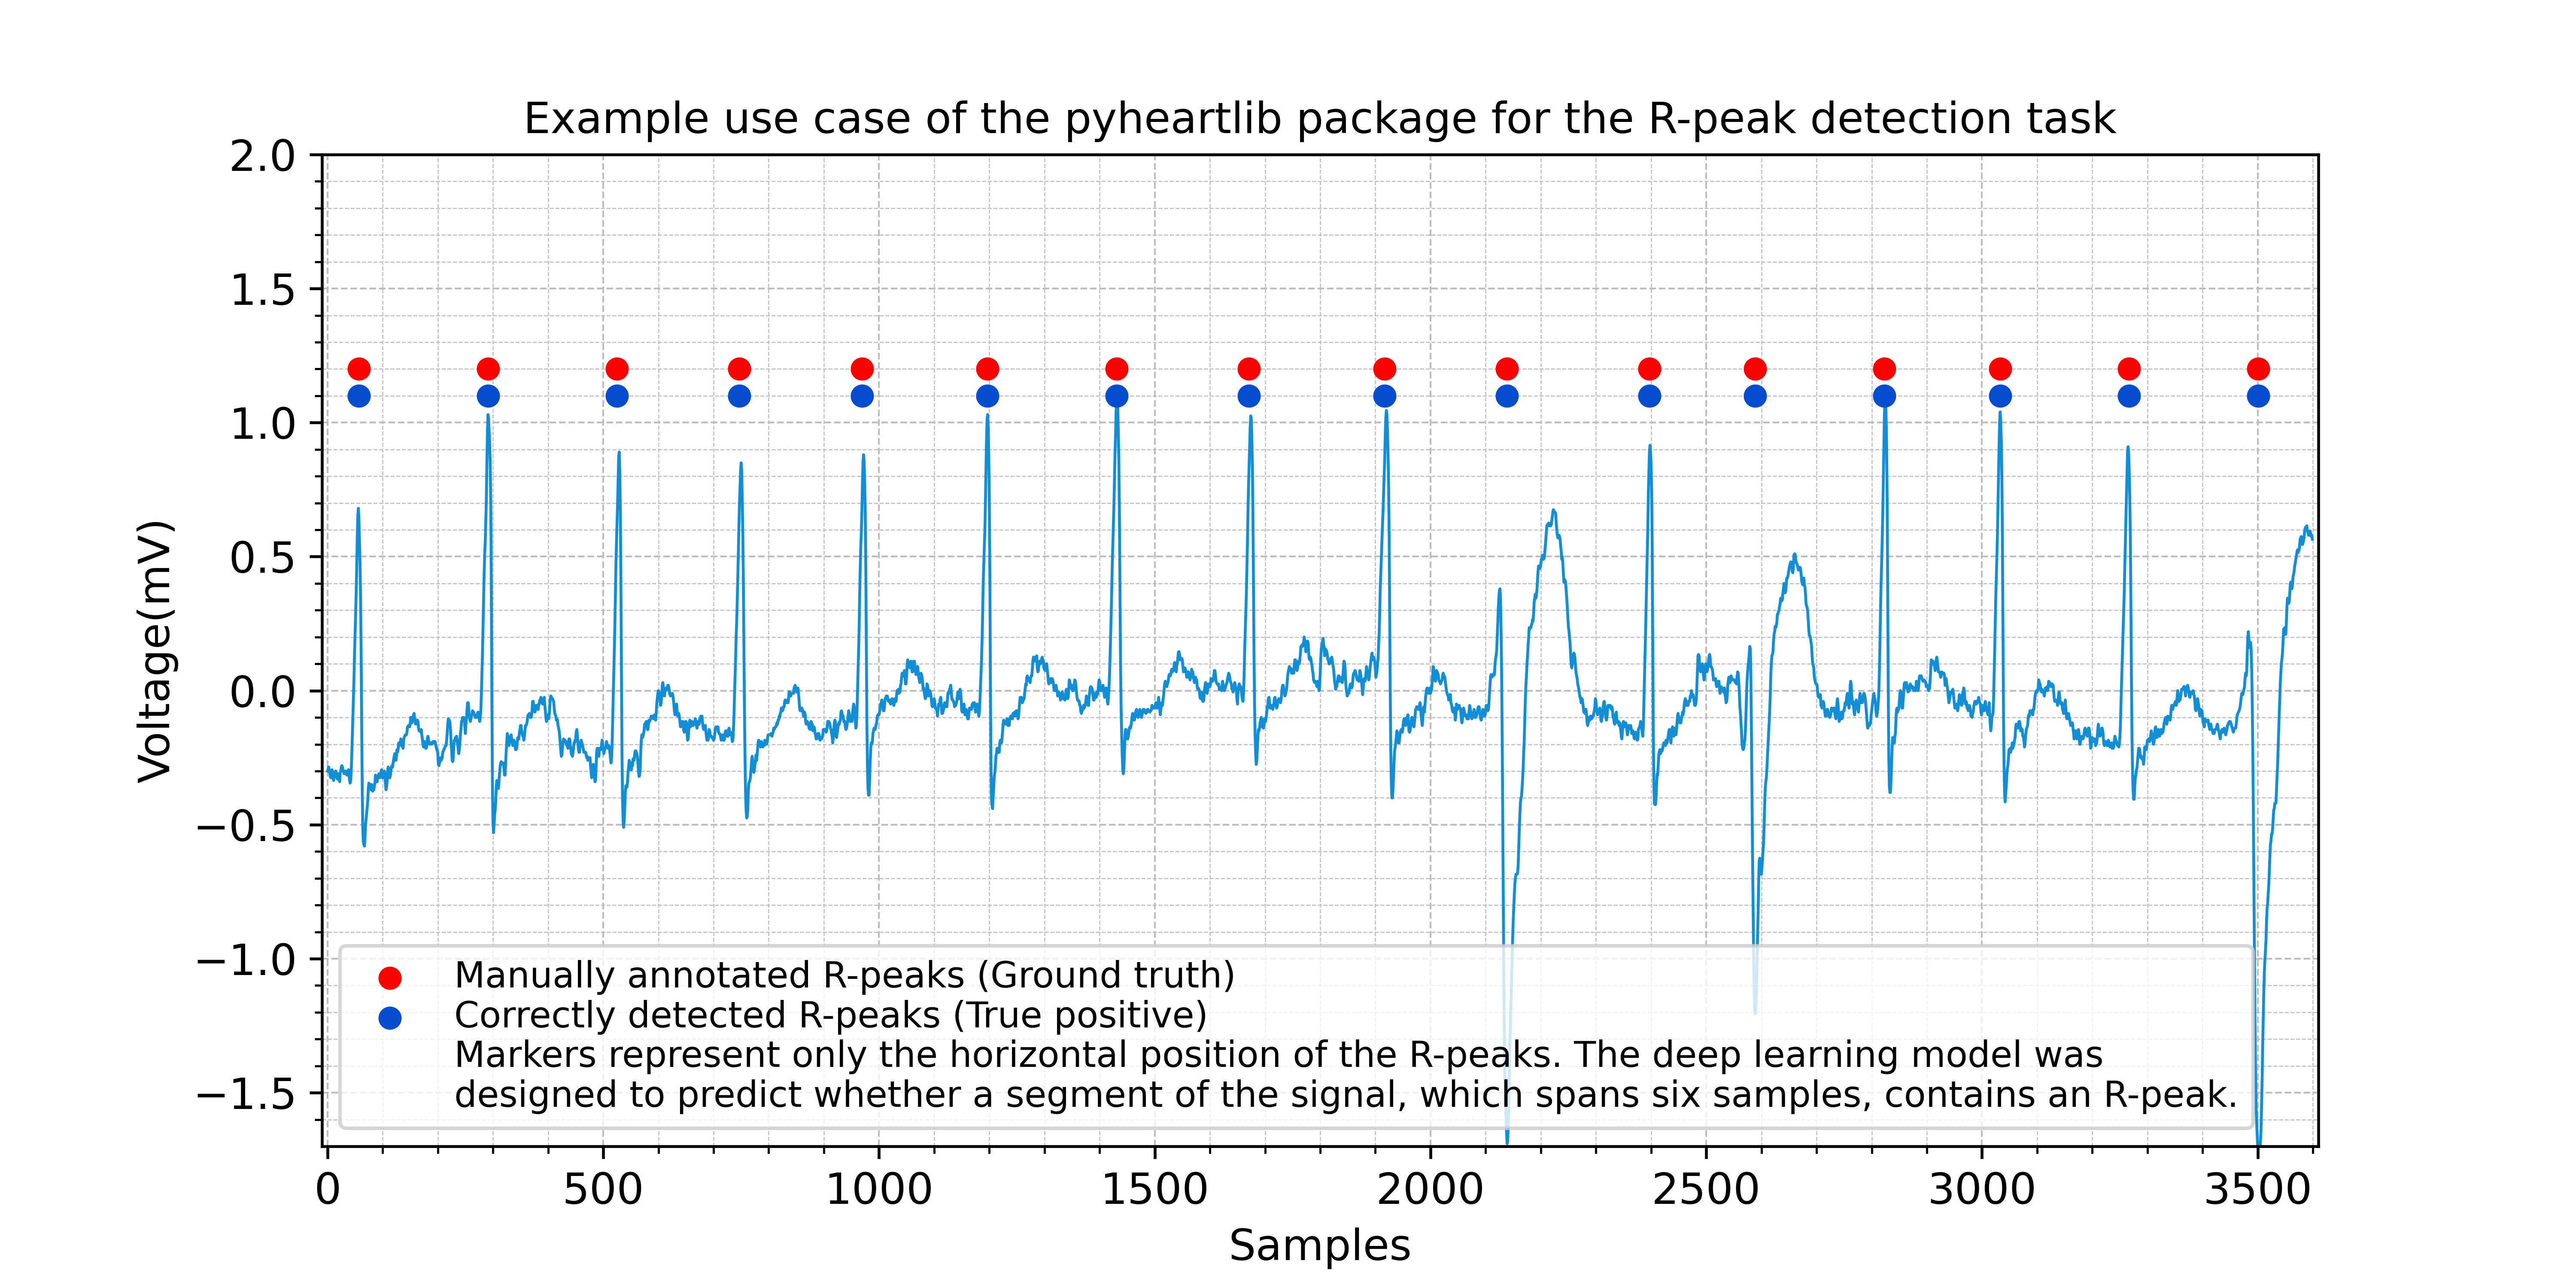 Example use case of the pyheartlib package for the R-peak detection task
2.0
1.5
1.0
0.5
0.0
−0.5
−1.0
−1.5
Voltage(mV)
Manually annotated R-peaks (Ground truth)
Correctly detected R-peaks (True positive)
Markers represent only the horizontal position of the R-peaks. The deep learning model was
designed to predict whether a segment of the signal, which spans six samples, contains an R-peak.
0 500 1000 1500 2000 2500 3000 3500
Samples